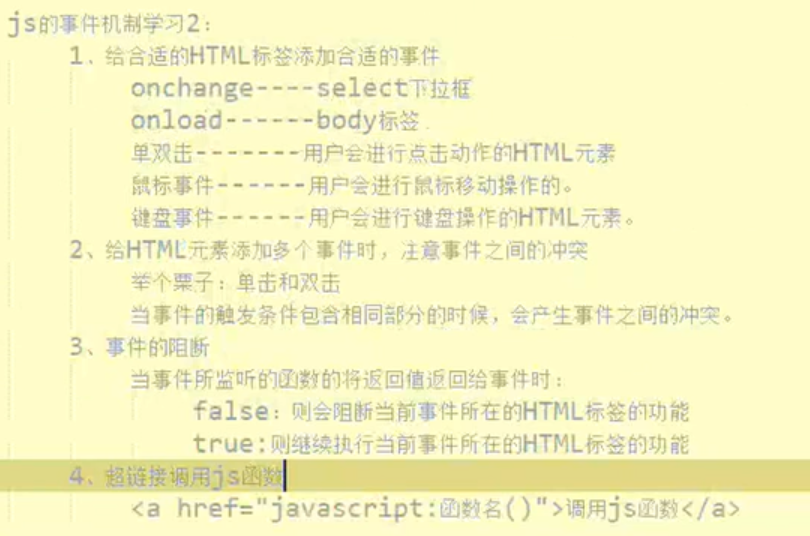 js的事件机制学习2：
1、给合适的HTML标签添加合适的事件
onchange----select下拉框
onload------body标签
单双击-------用户会进行点击动作的HTML元素
鼠标事件------用户会进行鼠标移动操作的。
键盘事件------用户会进行键盘操作的HTML元素。
2、给HTML元素添加多个事件时，注意事件之间的冲突
举个栗子：单击和双击
当事件的触发条件包含相同部分的时候，会产生事件之间的冲突。
3、事件的阻断
当事件所监听的函数的将返回值返回给事件时：
false：则会阻断当前事件所在的HTML标签的功能
true:则继续执行当前事件所在的HTML标签的功能
4、超链接调用js函数
<a href="javascript:函数名()">调用js函数</a>